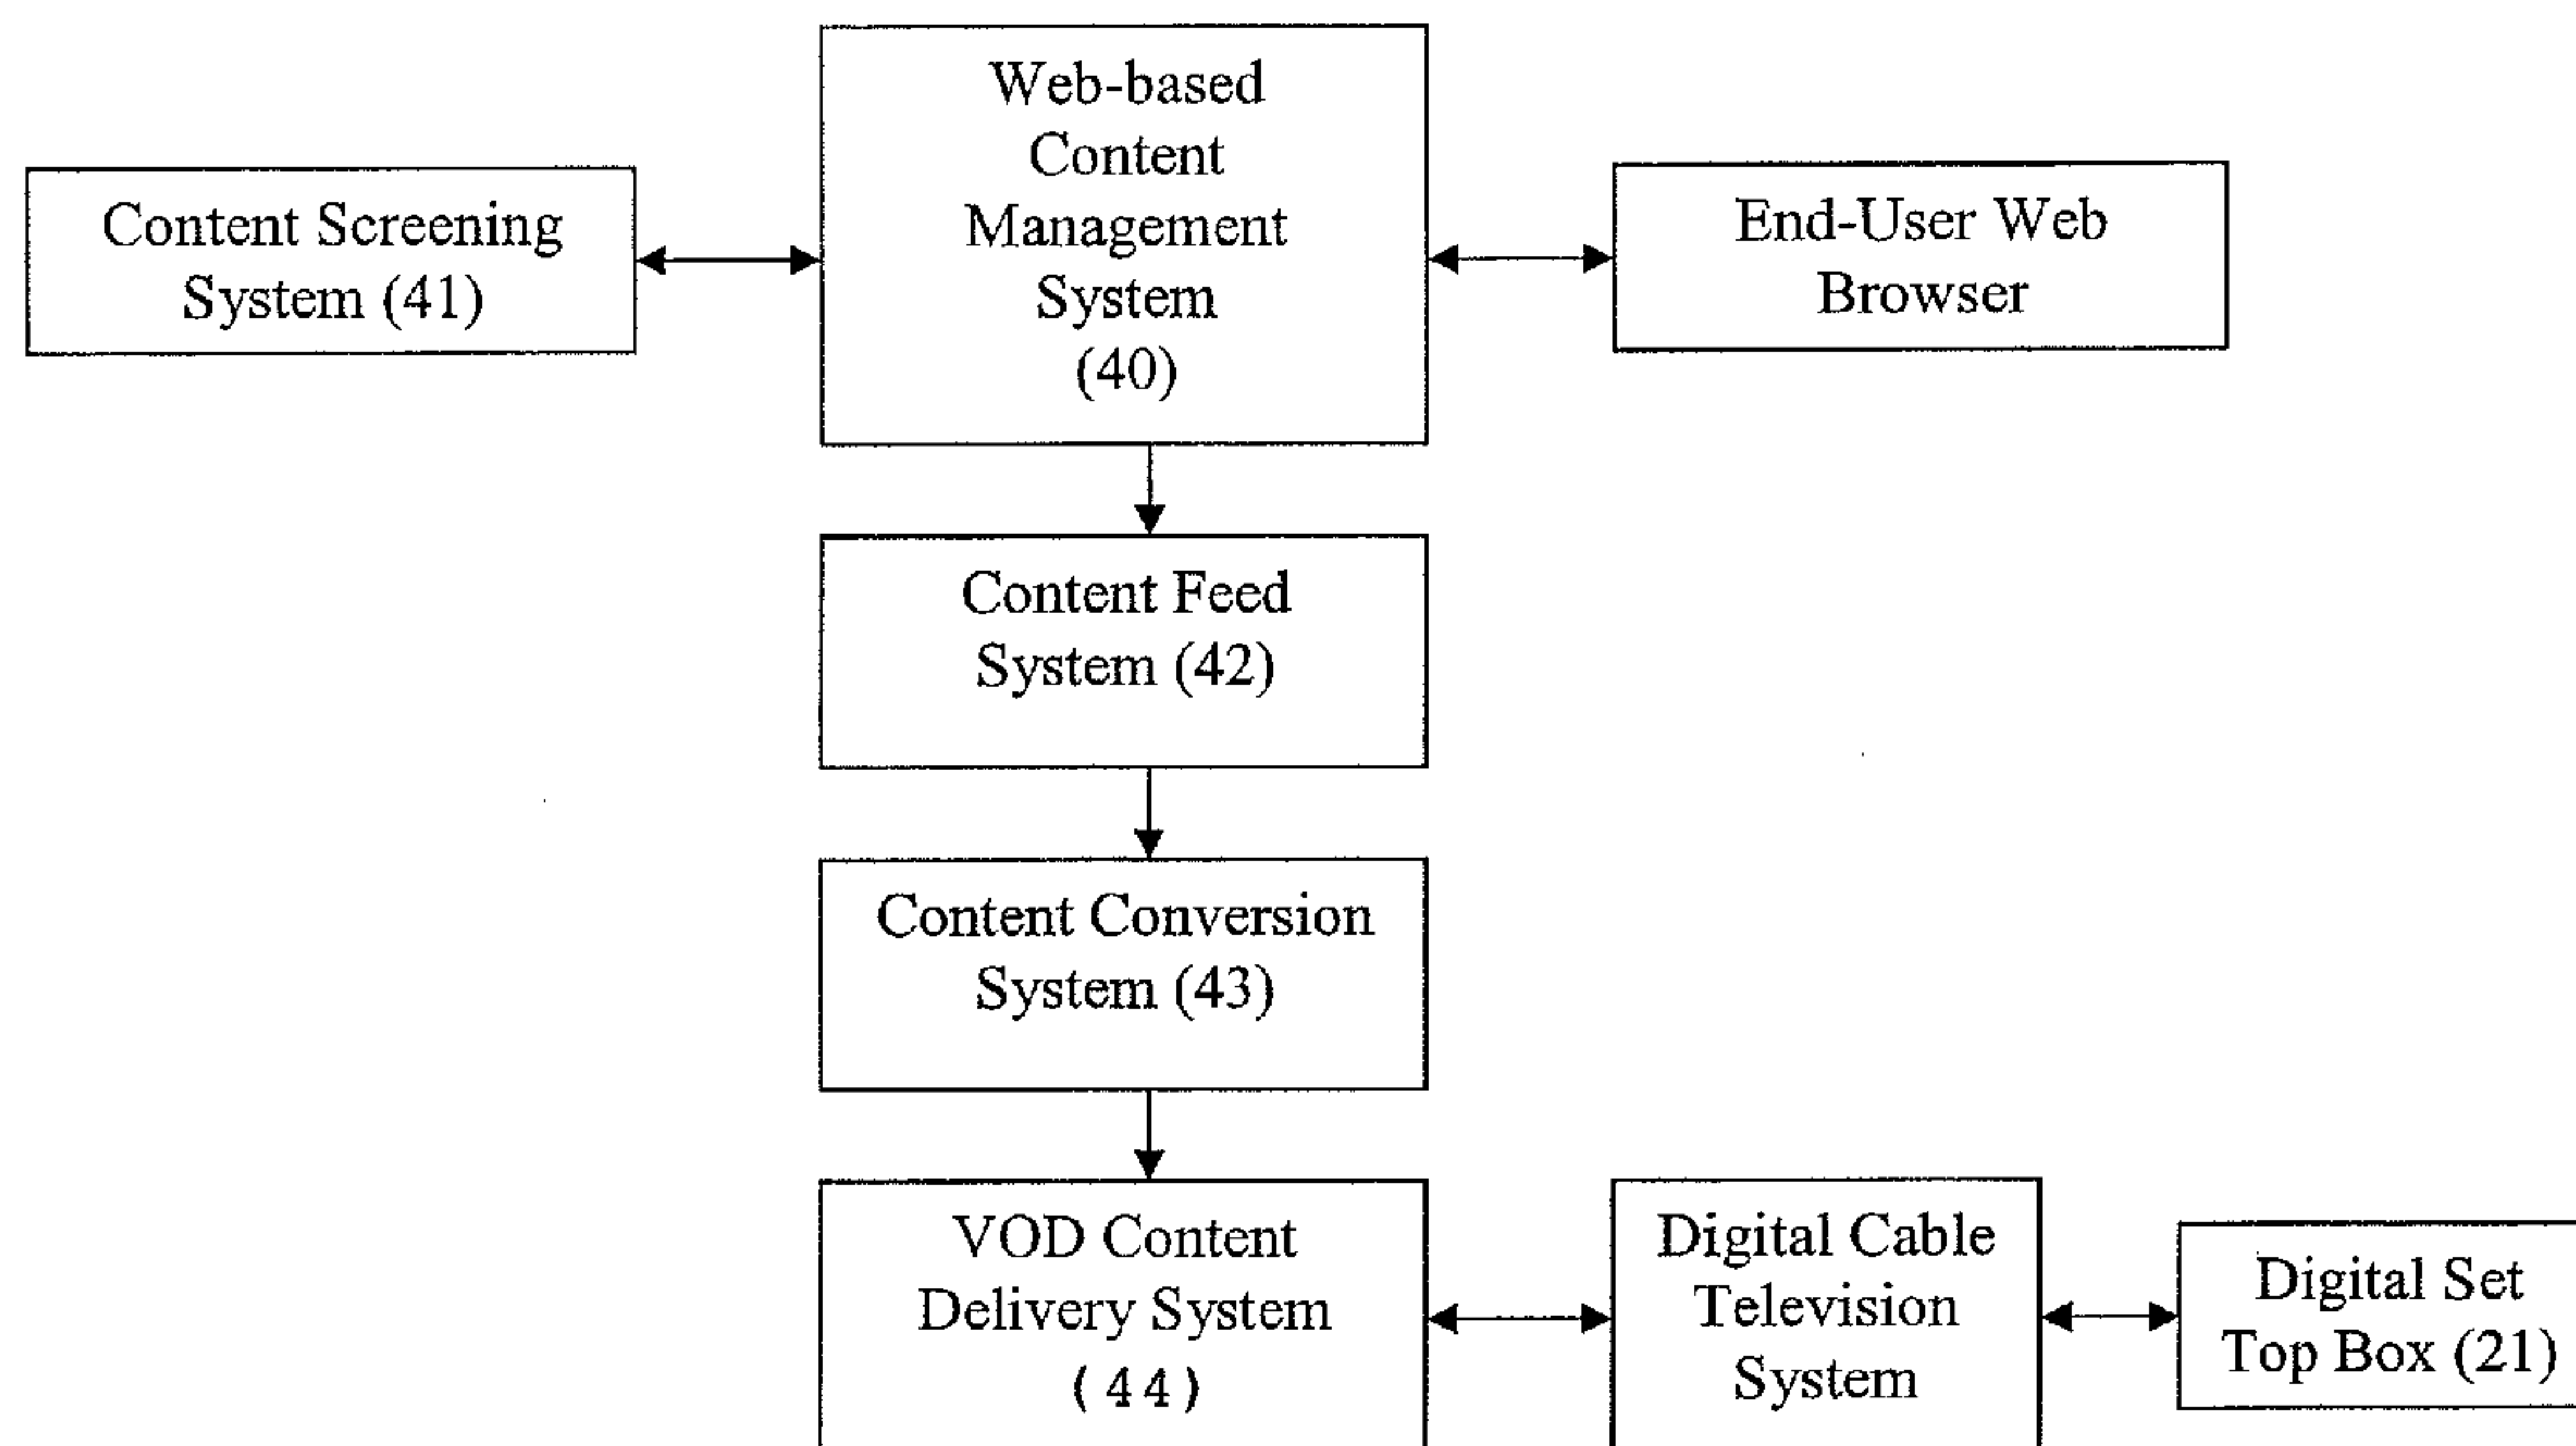 Web-based
Content
Management
System
(40)
Content Screening
System (41)
End-User Web
Browser
Content Feed
System (42)
Content Conversion
System (43)
VOD Content
Delivery System
(44)
Digital Cable
Television
System
Digital Set
Top Box (21)